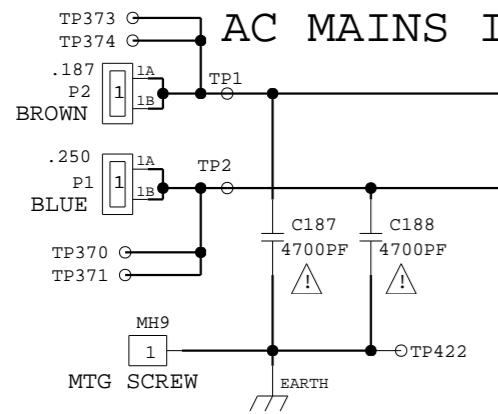 TP373
AC MAINS I
TP374
.187
1A
TP1
P2
1
1B
BROWN
.250
1A
TP2
P1
1
1B
BLUE
C187
C188
TP370
4700PF
4700PF
TP371
!
!
MH9
1
TP422
MTG SCREW
EARTH